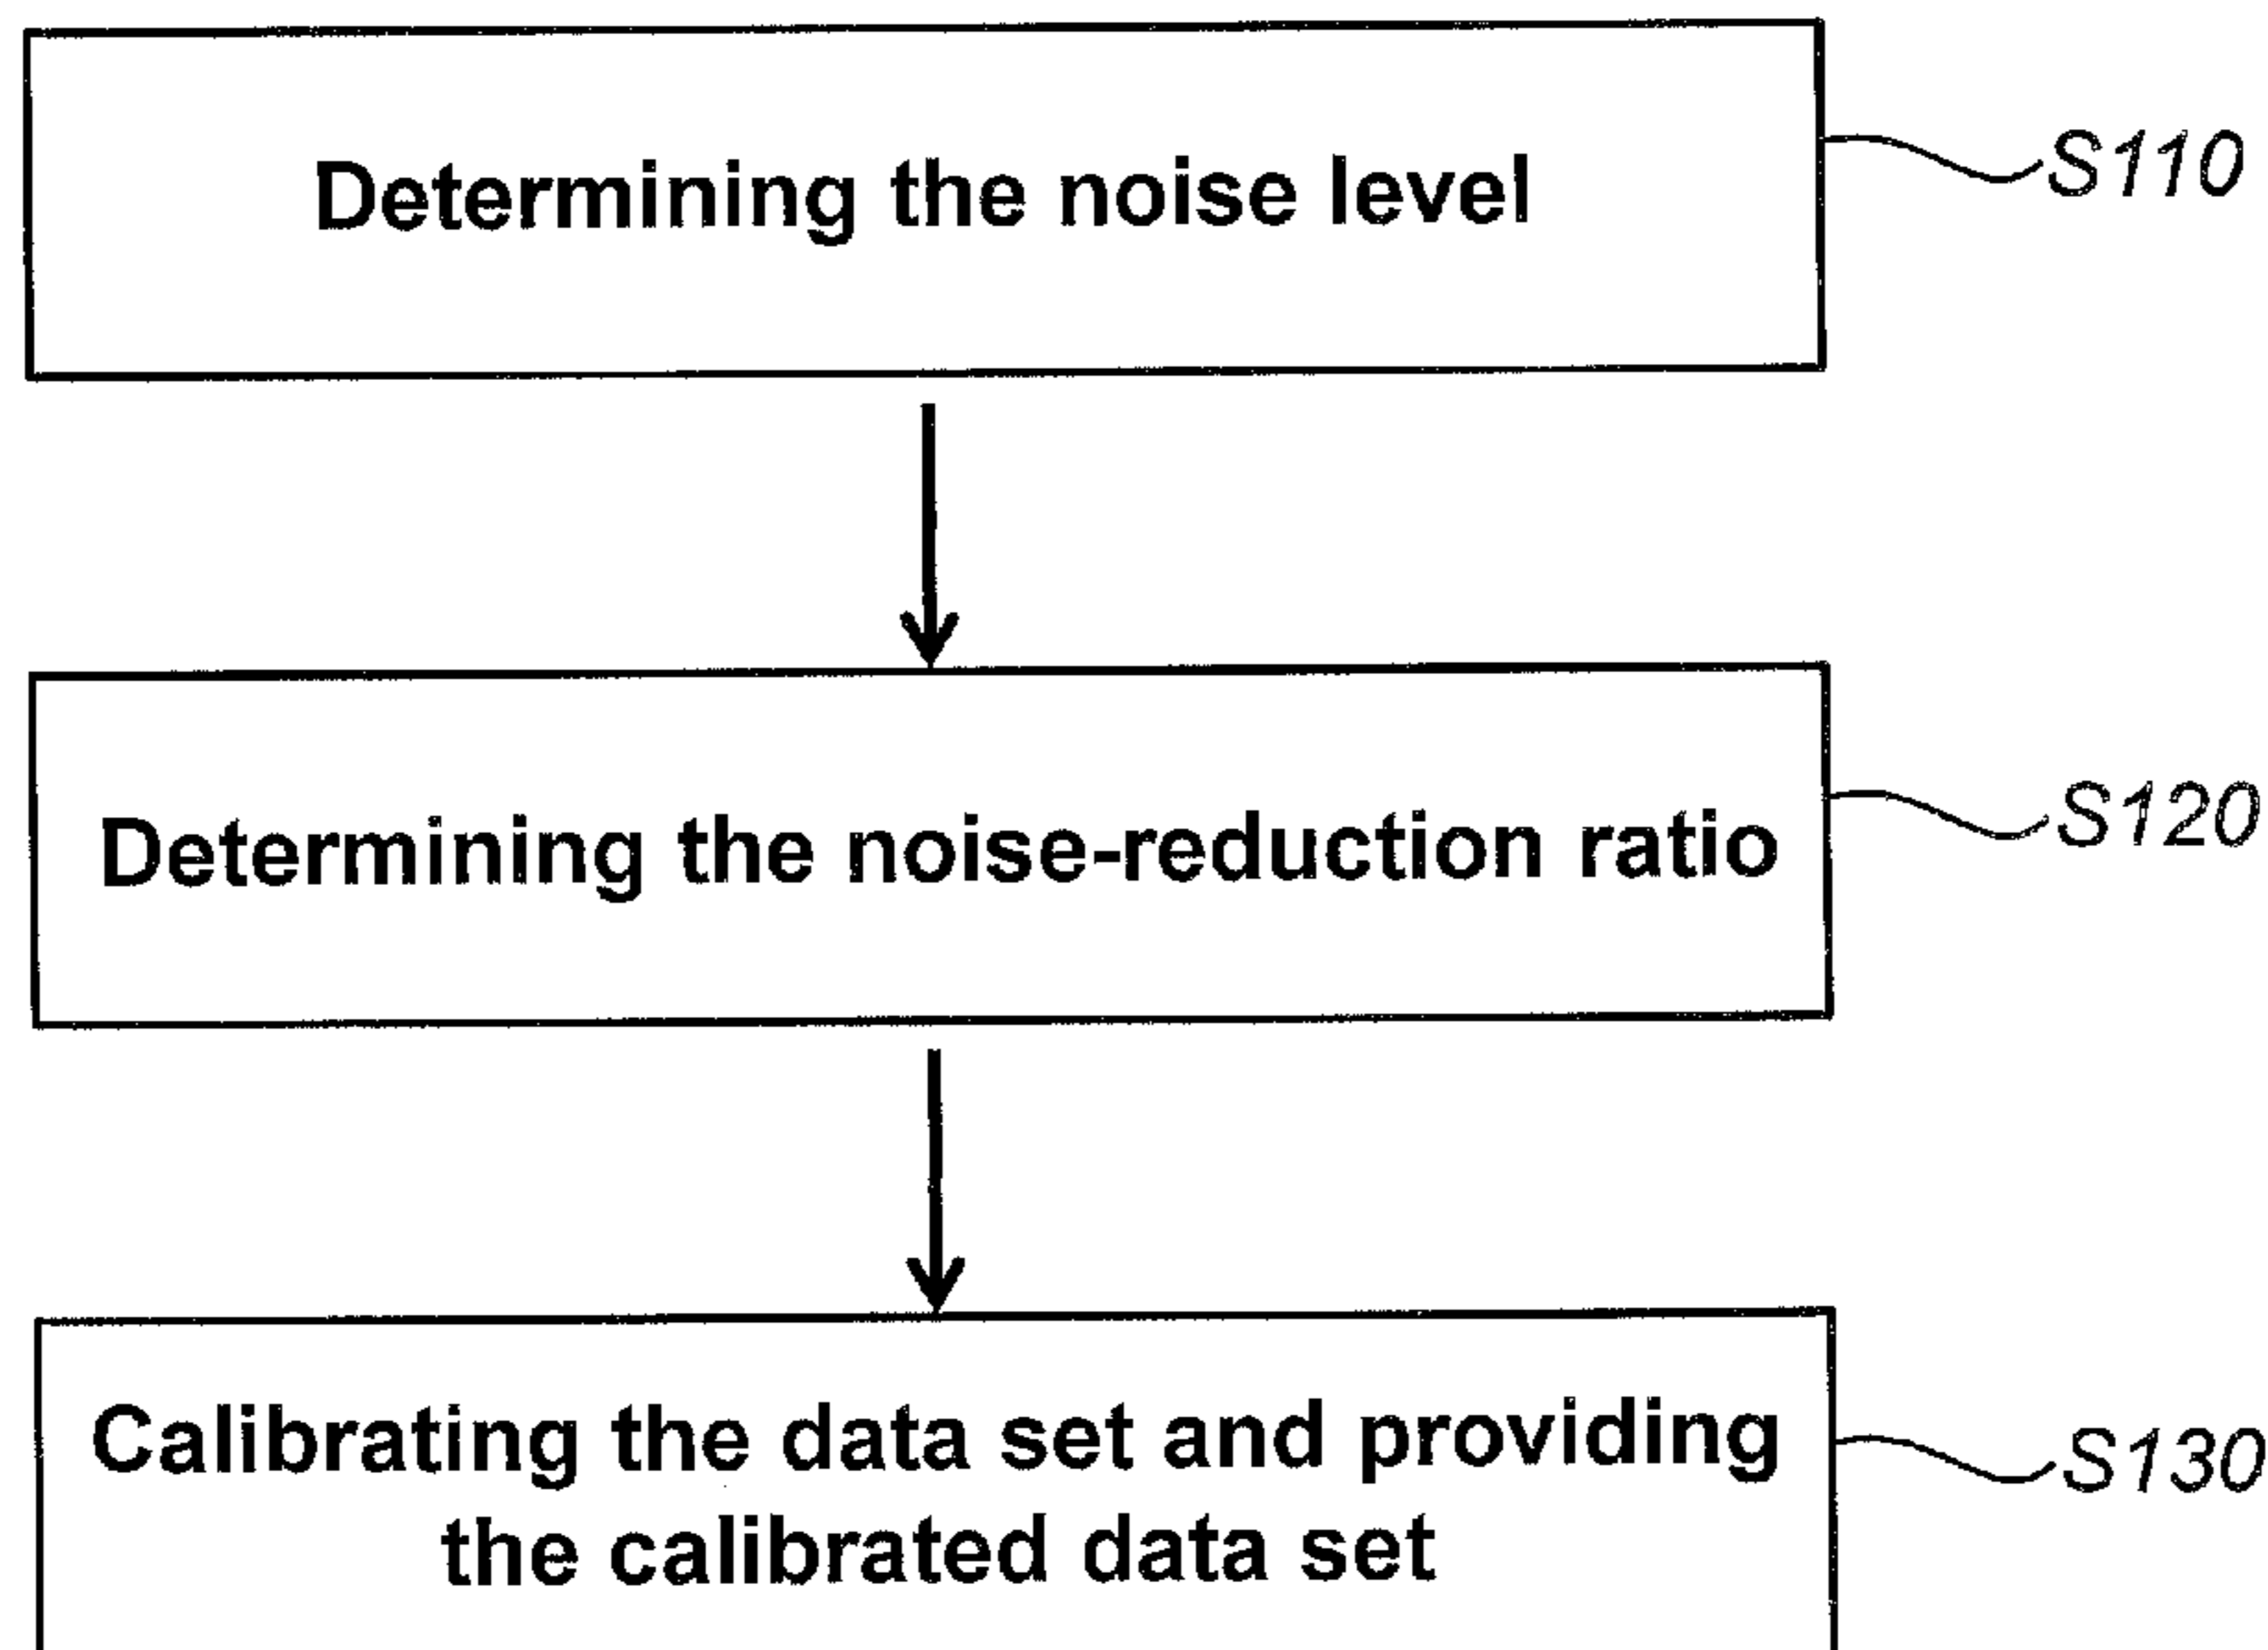 Determining the noise level
S110
Determining the noise-reduction ratio
S120
Calibrating the data set and providing
the calibrated data set
S130